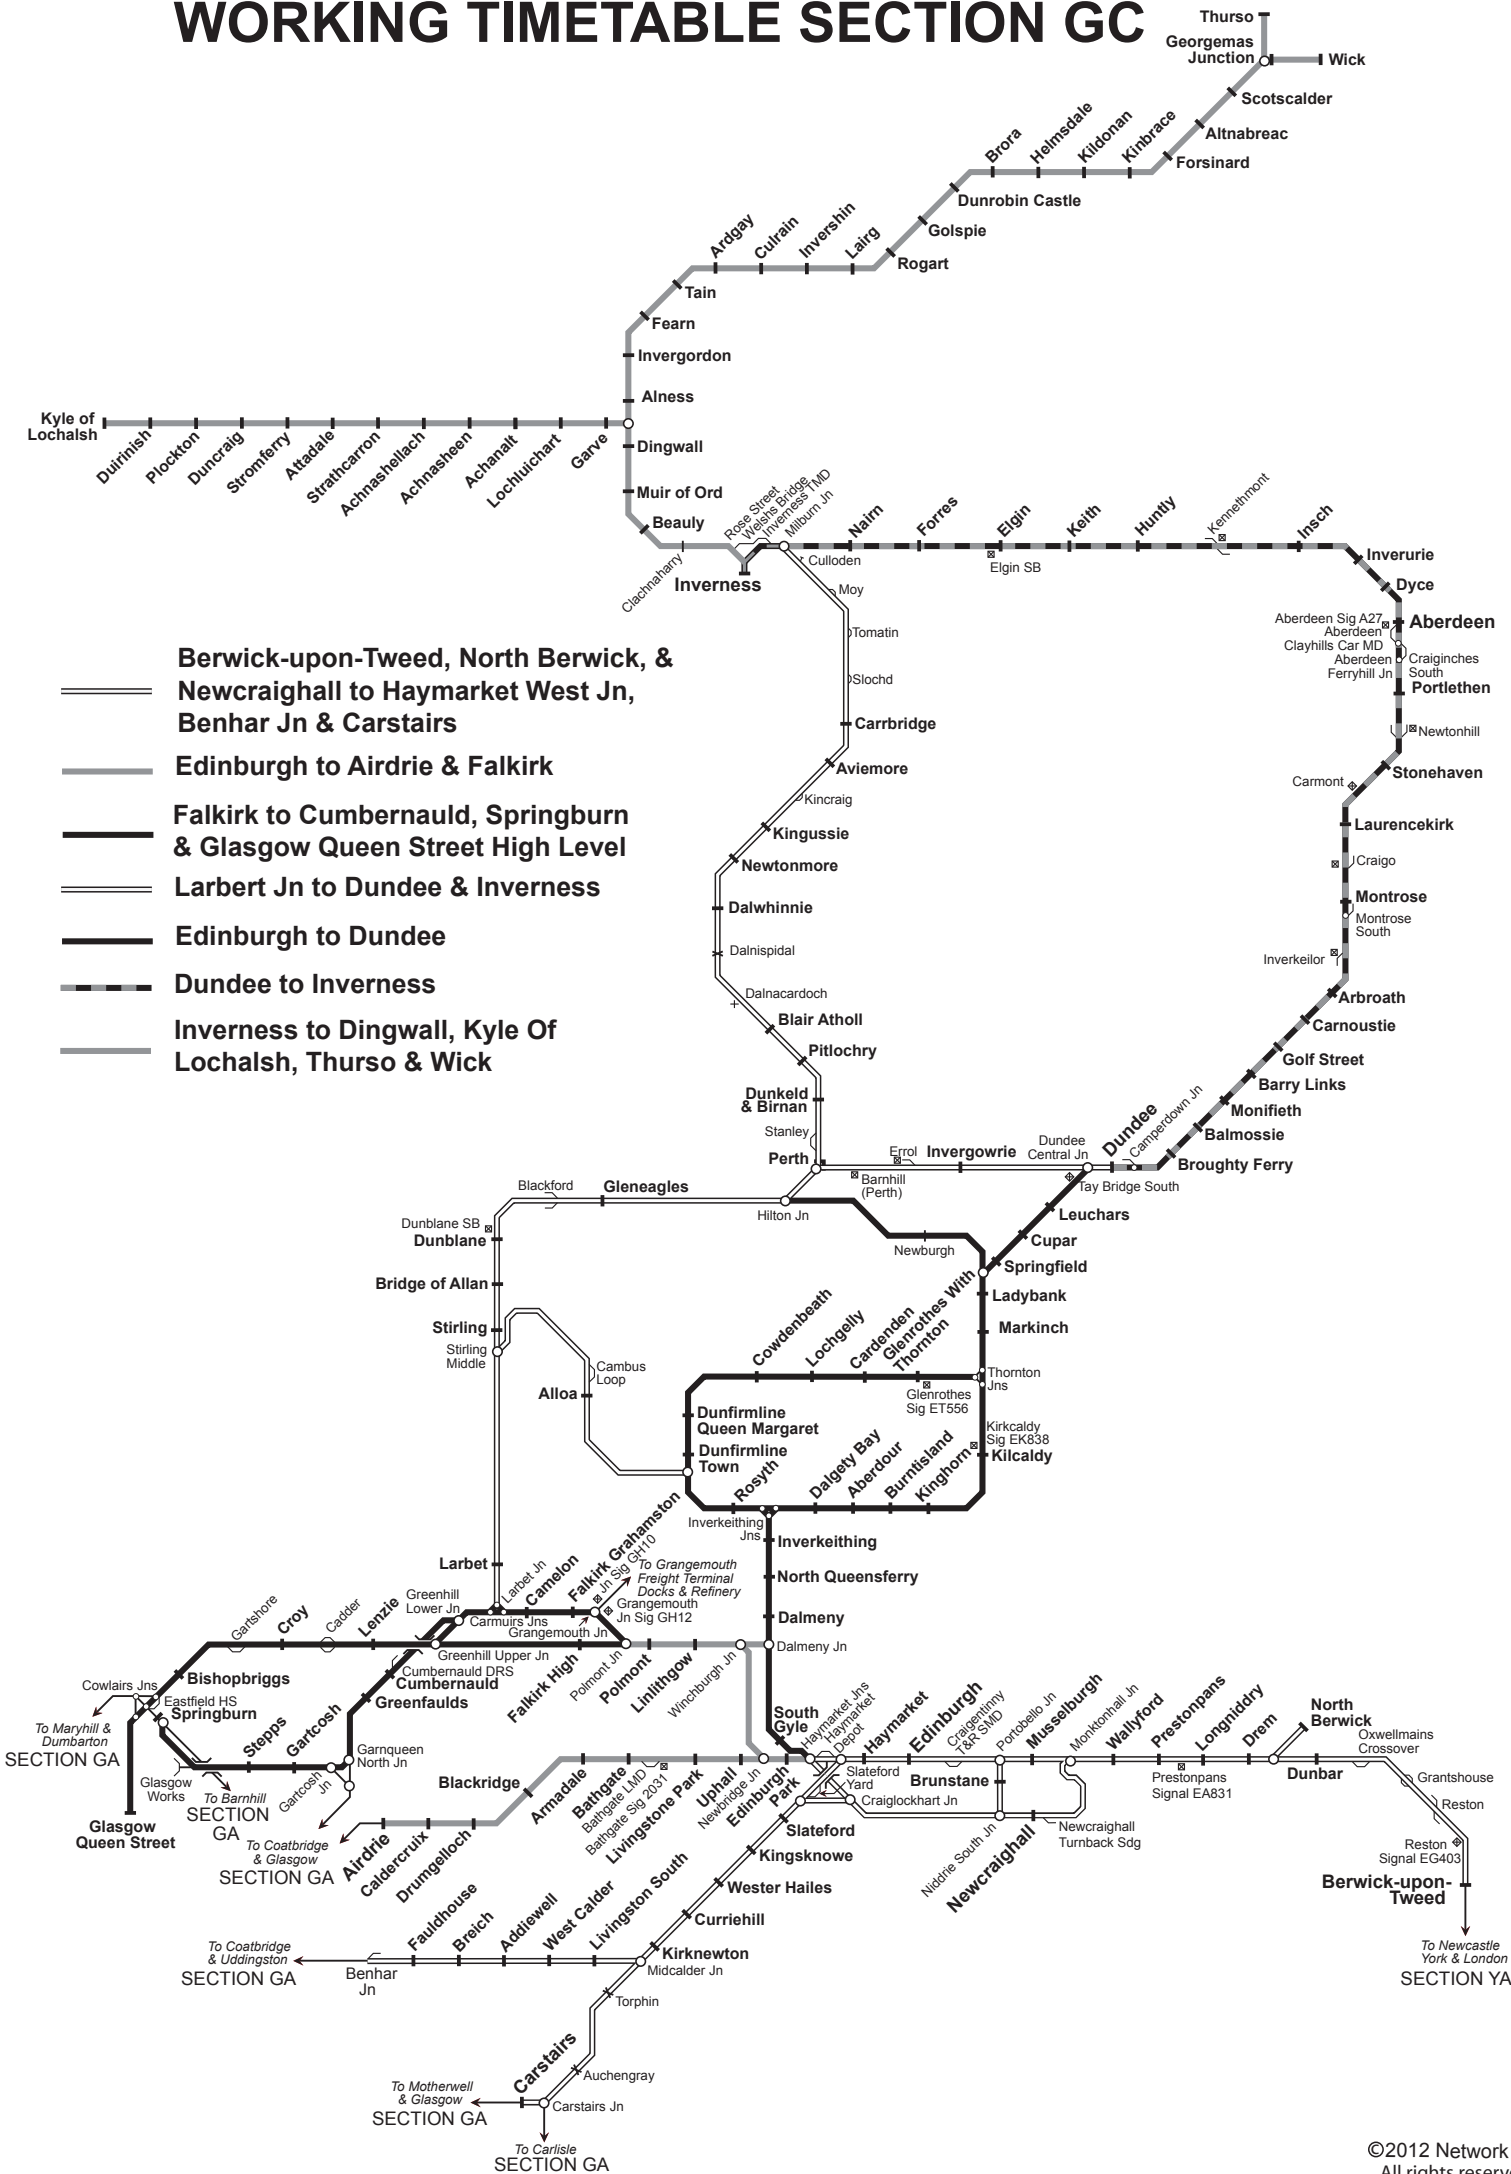 WORKING TIMETABLE SECTION GC
Thurso
Georgemas
Junction
Wick
Scotscalder
Altnabreac
Forsinard
Kinbrace
Kildonan
Helmsdale
Brora
Dunrobin Castle
Golspie
Rogart
Lairg
Invershin
Culrain
Ardgay
Tain
Fearn
Invergordon
Alness
Kyle of
Lochalsh
Duirinish
Plockton
Duncraig
Stromferry
Attadale
Strathcarron
Achnashellach
Achnasheen
Achanalt
Lochluichart
Garve
Dingwall
Muir of Ord
Beauly
Clachnaharry
Rose Street
Welshs Bridge
Inverness TMD
Milburn Jn
Inverness
Nairn
Forres
Elgin
Elgin SB
Keith
Huntly
Kennethmont
Insch
Inverurie
Dyce
Aberdeen Sig A27
Aberdeen
Aberdeen
Clayhills Car MD
Aberdeen
Ferryhill Jn
Craiginches
South
Portlethen
Newtonhill
Stonehaven
Carmont
Laurencekirk
Craigo
Montrose
Montrose
South
Inverkeilor
Arbroath
Carnoustie
Golf Street
Barry Links
Monifieth
Balmossie
Broughty Ferry
Culloden
Moy
Tomatin
Slochd
Carrbridge
Aviemore
Kincraig
Kingussie
Newtonmore
Dalwhinnie
Dalnispidal
Dalnacardoch
Blair Atholl
Pitlochry
Dunkeld
& Birnan
Stanley
Perth
Berwick-upon-Tweed, North Berwick, &
Newcraighall to Haymarket West Jn,
Benhar Jn & Carstairs
Edinburgh to Airdrie & Falkirk
Falkirk to Cumbernauld, Springburn
& Glasgow Queen Street High Level
Larbert Jn to Dundee & Inverness
Edinburgh to Dundee
Dundee to Inverness
Inverness to Dingwall, Kyle Of
Lochalsh, Thurso & Wick
Errol
Barnhill
(Perth)
Invergowrie
Dundee
Central Jn
Dundee
Camperdown Jn
Tay Bridge South
Leuchars
Cupar
Springfield
Ladybank
Markinch
Hilton Jn
Newburgh
Gleneagles
Blackford
Dunblane SB
Dunblane
Bridge of Allan
Stirling
Stirling
Middle
Cambus
Loop
Alloa
Cowdenbeath
Lochgelly
Cardenden
Glenrothes With
Thornton
Thornton
Jns
Glenrothes
Sig ET556
Dunfirmline
Queen Margaret
Dunfirmline
Town
Kirkcaldy
Sig EK838
Kilcaldy
Rosyth
Dalgety Bay
Aberdour
Burntisland
Kinghorn
Inverkeithing
Jns
Inverkeithing
North Queensferry
Dalmeny
Dalmeny Jn
Larbet
Larbet Jn
Camelon
Falkirk Grahamston
Jn Sig GH10
To Grangemouth
Freight Terminal
Docks & Refinery
Grangemouth
Jn Sig GH12
Grangemouth Jn
Carmuirs Jns
Greenhill
Lower Jn
Greenhill Upper Jn
Gartshore
Croy
Cadder
Lenzie
Bishopbriggs
Cumbernauld DRS
Cumbernauld
Greenfaulds
Falkirk High
Polmont Jn
Polmont
Linlithgow
Winchburgh Jn
Cowlairs Jns
Eastfield HS
Springburn
To Maryhill &
Dumbarton
SECTION GA
Stepps
Gartcosh
Garnqueen
North Jn
Gartcosh
Jn
Glasgow
Works
To Barnhill
SECTION
GA
Glasgow
Queen Street
To Coatbridge
& Glasgow
SECTION GA
Airdrie
Caldercruix
Drumgelloch
Blackridge
Armadale
Bathgate
Bathgate LMD
Bathgate Sig 2031
Livingstone Park
Uphall
Newbridge Jn
Edinburgh
Park
South
Gyle
Haymarket Jns
Haymarket
Depot
Haymarket
Edinburgh
Craigentinny
T&R SMD
Portobello Jn
Musselburgh
Monktonhall Jn
Wallyford
Prestonpans
Prestonpans
Signal EA831
Longniddry
Drem
North
Berwick
Dunbar
Oxwellmains
Crossover
Grantshouse
Reston
Reston
Signal EG403
Berwick-upon-
Tweed
To Newcastle
York & London
SECTION YA
Slateford
Yard
Craiglockhart Jn
Brunstane
Niddrie South Jn
Newcraighall
Newcraighall
Turnback Sdg
Slateford
Kingsknowe
Wester Hailes
Curriehill
Kirknewton
Midcalder Jn
Livingston South
West Calder
Addiewell
Breich
Fauldhouse
Benhar
Jn
To Coatbridge
& Uddingston
SECTION GA
Torphin
Auchengray
Carstairs
Carstairs Jn
To Motherwell
& Glasgow
SECTION GA
To Carlisle
SECTION GA
©2012 Network
All rights reserv